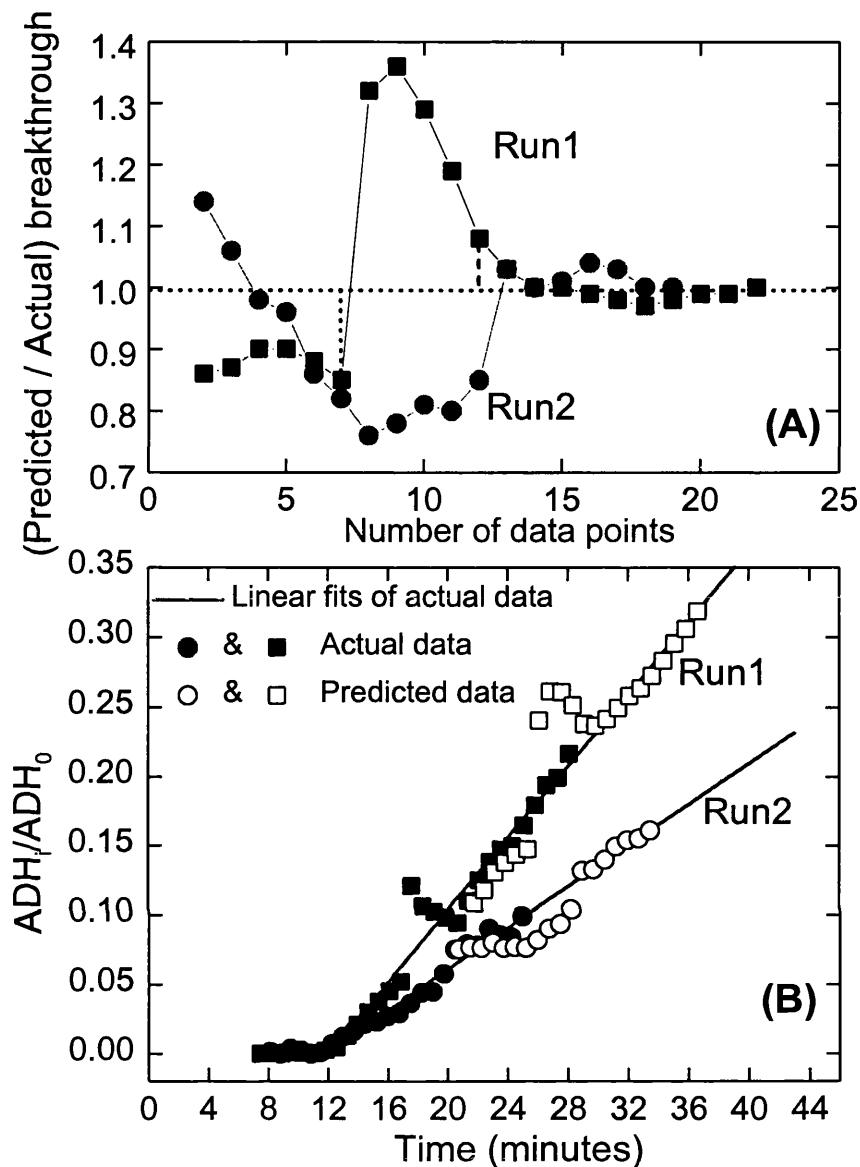 (Predicted / Actual) breakthrough
1.4
1.3
1.2
1.1
1.0
0.9
0.8
0.7
Run1
Run2
(A)
0 5 10 15 20 25
Number of data points
ADHᵢ/ADH₀
0.35
0.30
0.25
0.20
0.15
0.10
0.05
0.00
Linear fits of actual data
& Actual data
& Predicted data
Run1
Run2
(B)
0 4 8 12 16 20 24 28 32 36 40 44
Time (minutes)